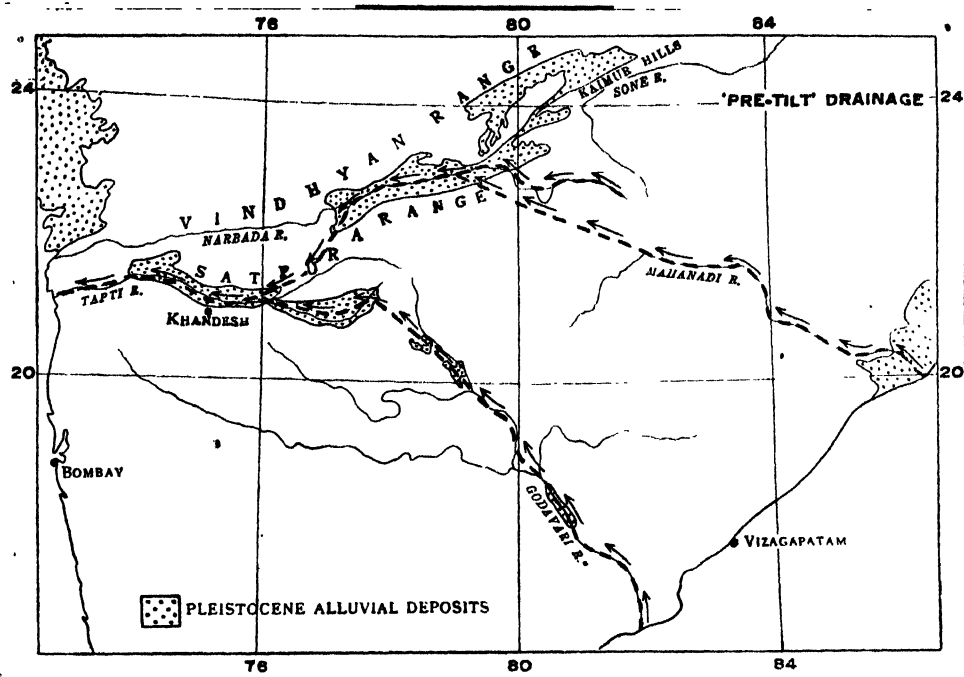 76 80 84
24 24
'PRE-TILT' DRAINAGE
KAIMUR HILLS
SONE R.
VINDHYAN RANGE
NARBADA R.
SATPURA RANGE
MAHANADI R.
TAPTI R.
KHANDESH
20 20
BOMBAY
GODAVARI R.
VIZAGAPATAM
PLEISTOCENE ALLUVIAL DEPOSITS
76 80 84